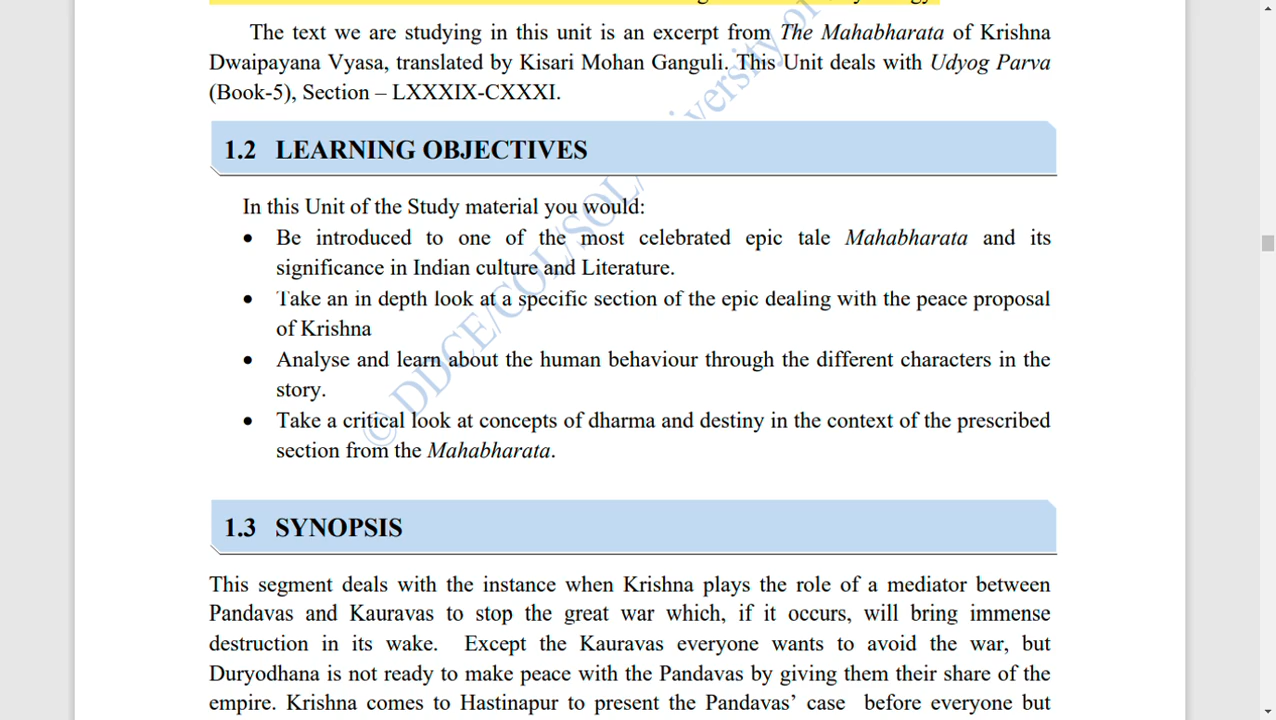 The text we are studying in this unit is an excerpt from The Mahabharata of Krishna
Dwaipayana Vyasa, translated by Kisari Mohan Ganguli. This Unit deals with Udyog Parva
(Book-5), Section – LXXXIX-CXXXI.
1.2 LEARNING OBJECTIVES
In this Unit of the Study material you would:
• Be introduced to one of the most celebrated epic tale Mahabharata and its
significance in Indian culture and Literature.
• Take an in depth look at a specific section of the epic dealing with the peace proposal
of Krishna
• Analyse and learn about the human behaviour through the different characters in the
story.
• Take a critical look at concepts of dharma and destiny in the context of the prescribed
section from the Mahabharata.
© DDCE/COL/SOL/
1.3 SYNOPSIS
This segment deals with the instance when Krishna plays the role of a mediator between
Pandavas and Kauravas to stop the great war which, if it occurs, will bring immense
destruction in its wake.  Except the Kauravas everyone wants to avoid the war, but
Duryodhana is not ready to make peace with the Pandavas by giving them their share of the
empire. Krishna comes to Hastinapur to present the Pandavas’ case  before everyone but